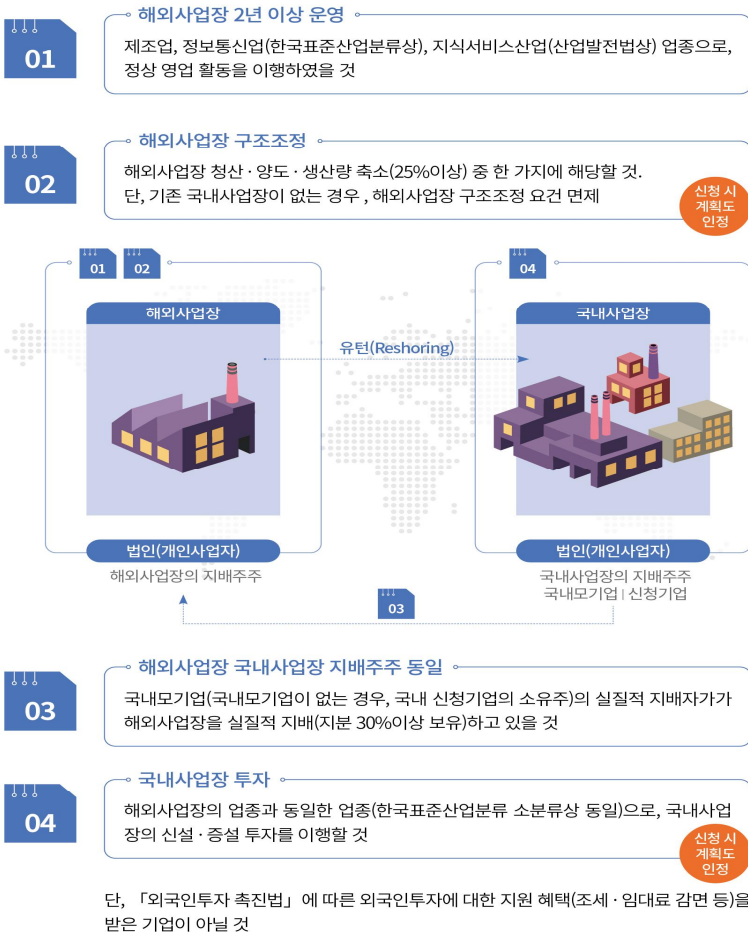 01
해외사업장 2년 이상 운영
제조업, 정보통신업(한국표준산업분류상), 지식서비스산업(산업발전법상) 업종으로,
정상 영업 활동을 이행하였을 것
02
해외사업장 구조조정
해외사업장 청산 · 양도 · 생산량 축소(25%이상) 중 한 가지에 해당할 것.
단, 기존 국내사업장이 없는 경우 , 해외사업장 구조조정 요건 면제
신청 시
계획도
인정
01 02
04
해외사업장
국내사업장
유턴(Reshoring)
법인(개인사업자)
해외사업장의 지배주주
법인(개인사업자)
국내사업장의 지배주주
국내모기업 | 신청기업
03
03
해외사업장 국내사업장 지배주주 동일
국내모기업(국내모기업이 없는 경우, 국내 신청기업의 소유주)의 실질적 지배자가가
해외사업장을 실질적 지배(지분 30%이상 보유)하고 있을 것
04
국내사업장 투자
해외사업장의 업종과 동일한 업종(한국표준산업분류 소분류상 동일)으로, 국내사업
장의 신설 · 증설 투자를 이행할 것
신청 시
계획도
인정
단, 「외국인투자 촉진법」에 따른 외국인투자에 대한 지원 혜택(조세 · 임대료 감면 등)을
받은 기업이 아닐 것